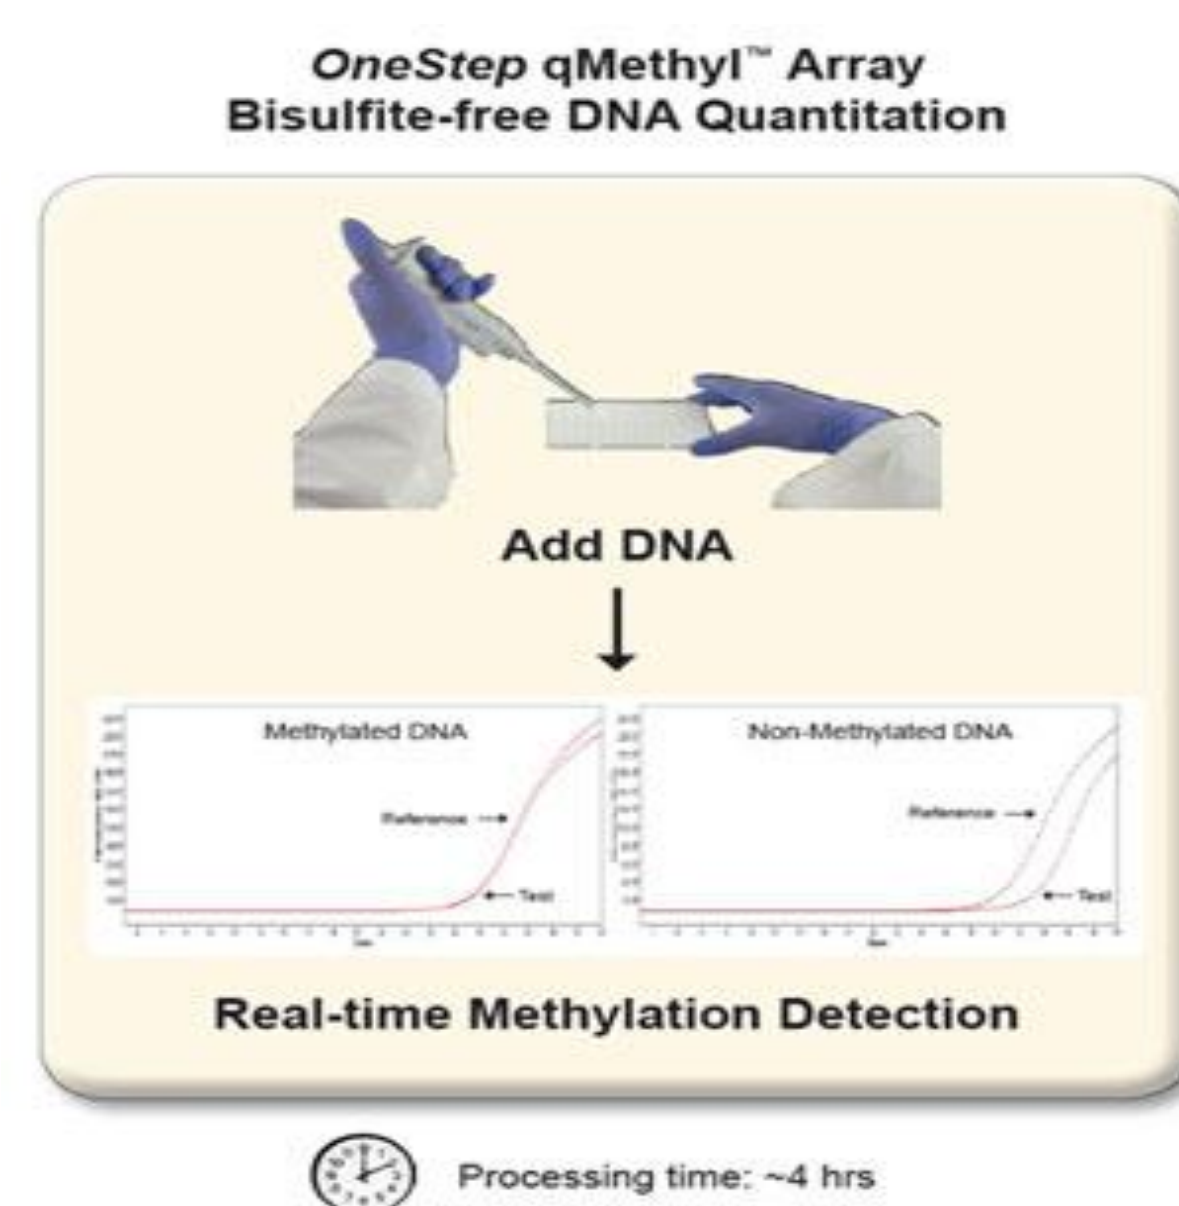 OneStep qMethyl™ Array
Bisulfite-free DNA Quantitation
Add DNA
Methylated DNA
Reference
Test
Non-Methylated DNA
Reference
Test
Real-time Methylation Detection
Processing time: ~4 hrs